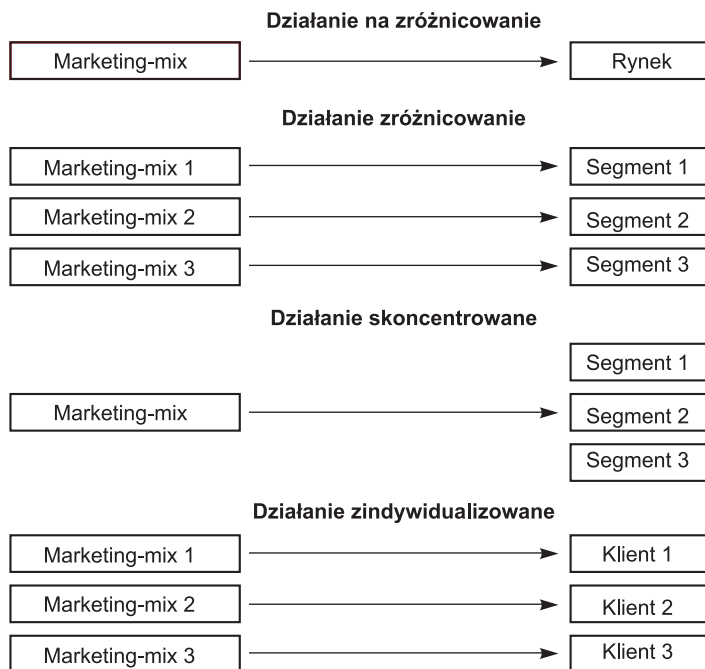 Działanie na zróżnicowanie
Marketing-mix Rynek
Działanie zróżnicowanie
Marketing-mix 1 Segment 1
Marketing-mix 2 Segment 2
Marketing-mix 3 Segment 3
Działanie skoncentrowane
Segment 1
Marketing-mix Segment 2
Segment 3
Działanie zindywidualizowane
Marketing-mix 1 Klient 1
Marketing-mix 2 Klient 2
Marketing-mix 3 Klient 3